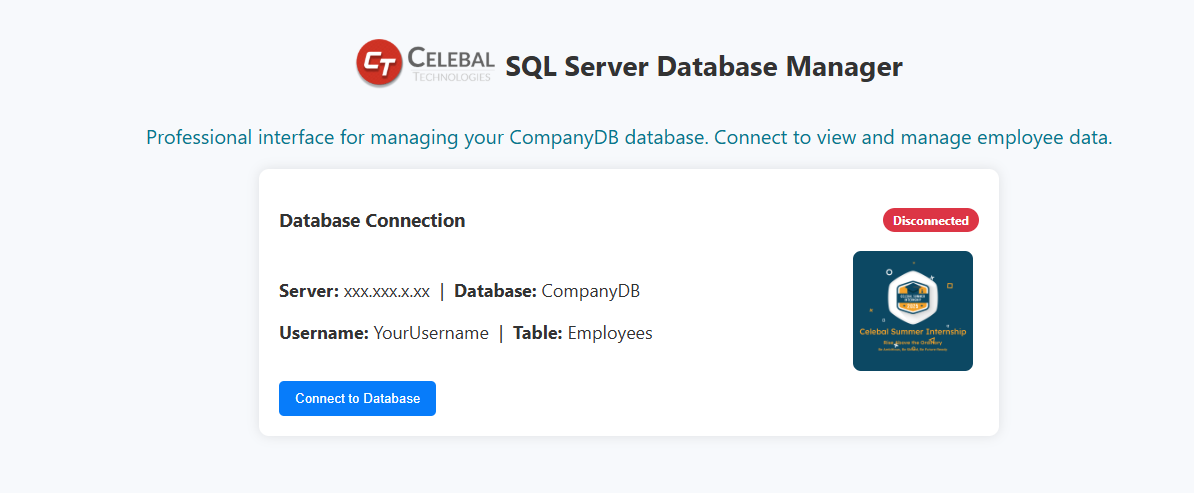 CT CELEBAL TECHNOLOGIES SQL Server Database Manager
Professional interface for managing your CompanyDB database. Connect to view and manage employee data.
Database Connection
Disconnected
Server: xxx.xxx.x.xx | Database: CompanyDB
Username: YourUsername | Table: Employees
Celebal Summer Internship
Rise Above the Ordinary
Connect to Database